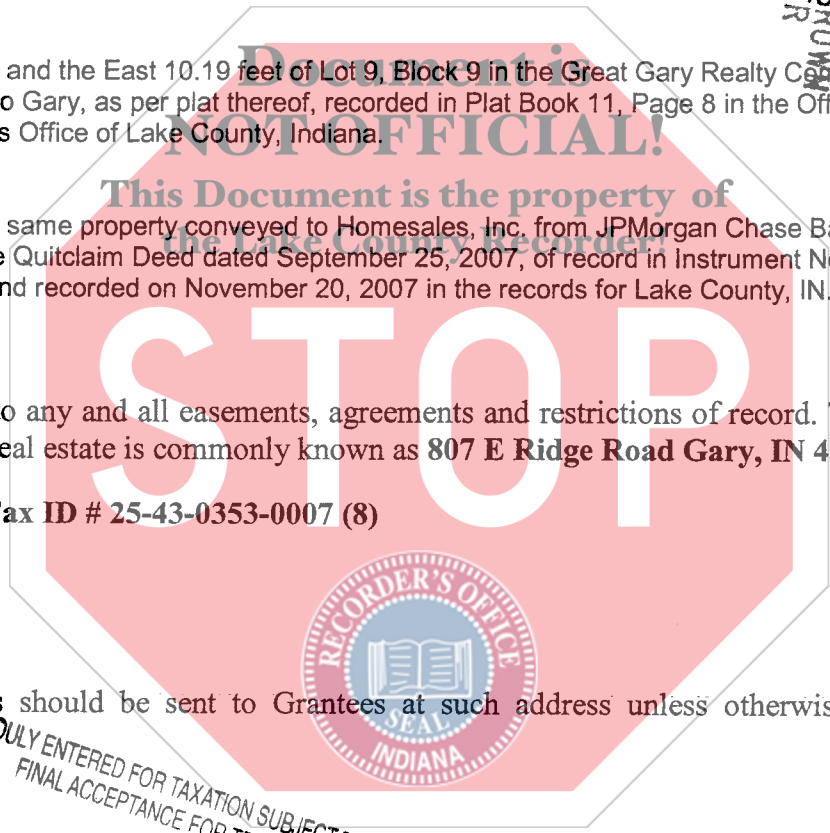 Document is
NOT OFFICIAL!
This Document is the property of
the Lake County Recorder!
and the East 10.19 feet of Lot 9, Block 9 in the Great Gary Realty
o Gary, as per plat thereof, recorded in Plat Book 11, Page 8 in the Off
s Office of Lake County, Indiana.
same property conveyed to Homesales, Inc. from JPMorgan Chase Ba
e Quitclaim Deed dated September 25, 2007, of record in Instrument N
nd recorded on November 20, 2007 in the records for Lake County, IN.
STOP
o any and all easements, agreements and restrictions of record. T
eal estate is commonly known as 807 E Ridge Road Gary, IN 4
ax ID # 25-43-0353-0007 (8)
RECORDER'S OFFICE
SEAL
INDIANA
s should be sent to Grantees at such address unless otherwis
DULY ENTERED FOR TAXATION SUBJECT
FINAL ACCEPTANCE FOR